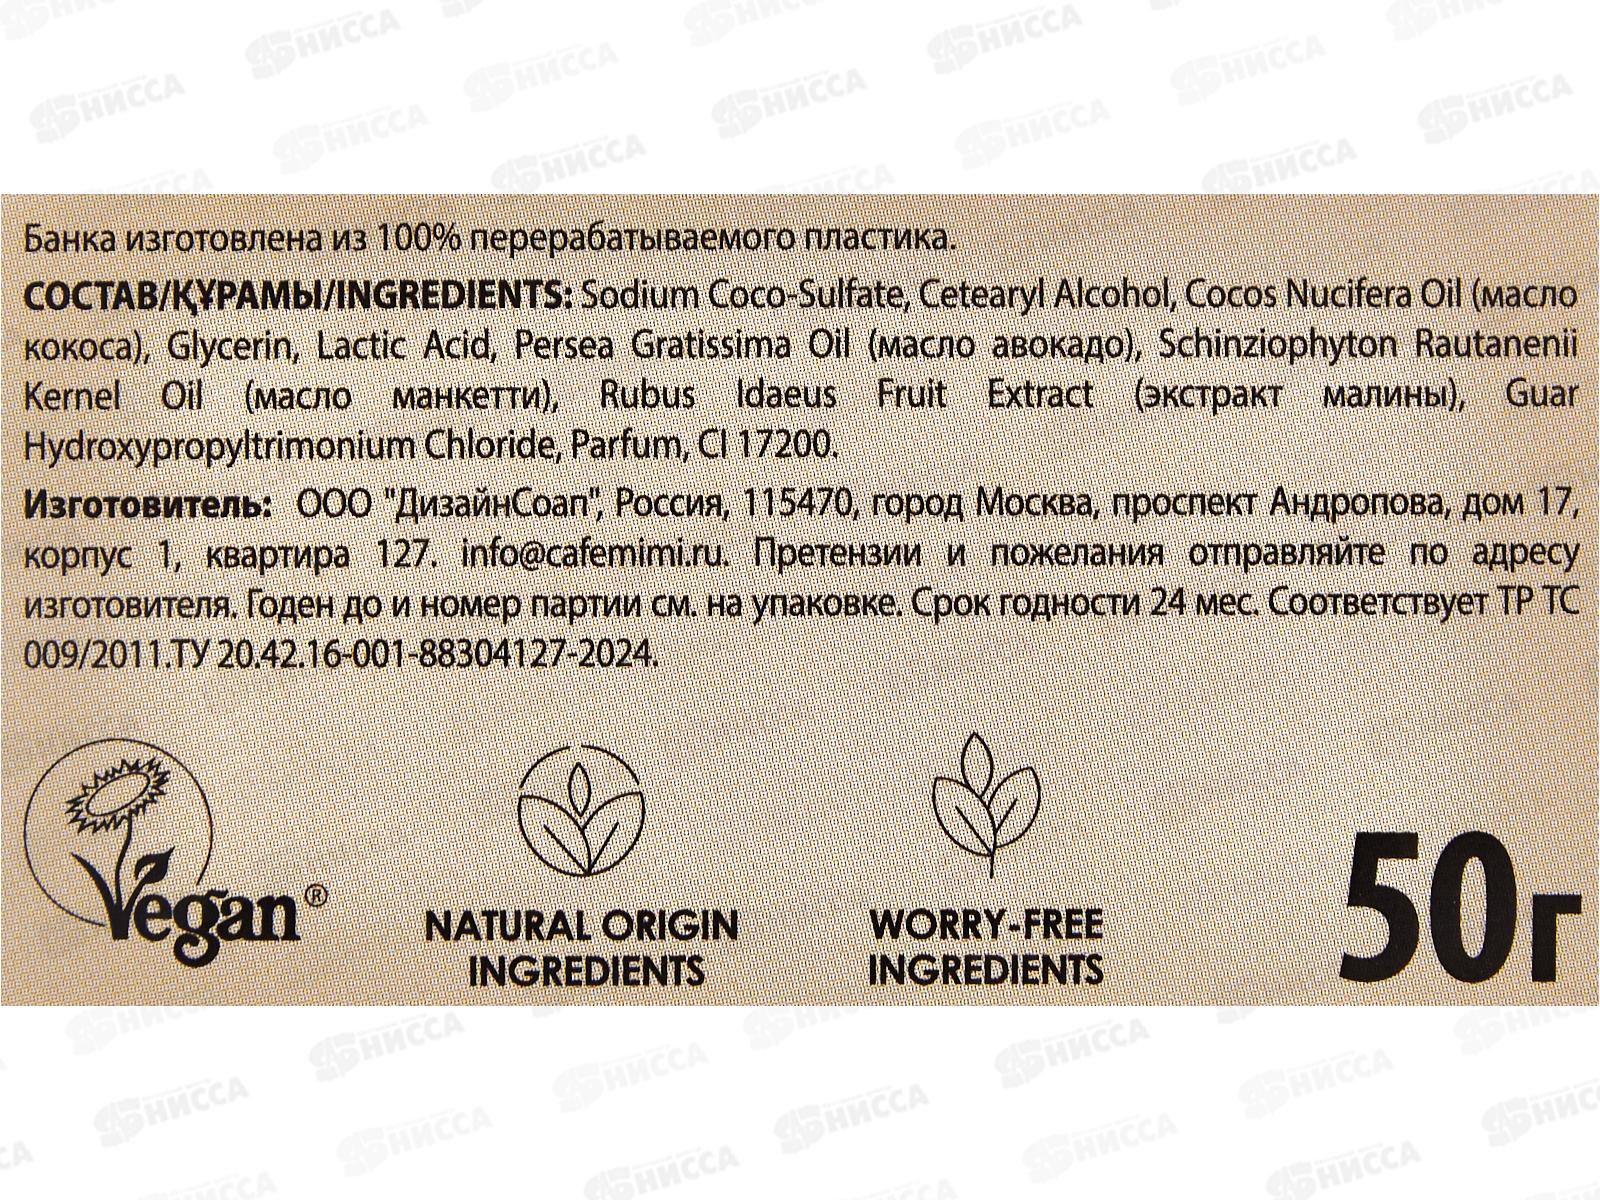 Банка изготовлена из 100% перерабатываемого пластика.
СОСТАВ/ҚҰРАМЫ/INGREDIENTS: Sodium Coco-Sulfate, Cetearyl Alcohol, Cocos Nucifera Oil (масло
кокоса), Glycerin, Lactic Acid, Persea Gratissima Oil (масло авокадо), Schinziophyton Rautanenii
Kernel Oil (масло манкетти), Rubus Idaeus Fruit Extract (экстракт малины), Guar
Hydroxypropyltrimonium Chloride, Parfum, CI 17200.
Изготовитель: ООО "ДизайнСоап", Россия, 115470, город Москва, проспект Андропова, дом 17,
корпус 1, квартира 127. info@cafemimi.ru. Претензии и пожелания отправляйте по адресу
изготовителя. Годен до и номер партии см. на упаковке. Срок годности 24 мес. Соответствует ТР ТС
009/2011.ТУ 20.42.16-001-88304127-2024.
Vegan®
NATURAL ORIGIN
INGREDIENTS
WORRY-FREE
INGREDIENTS
50г